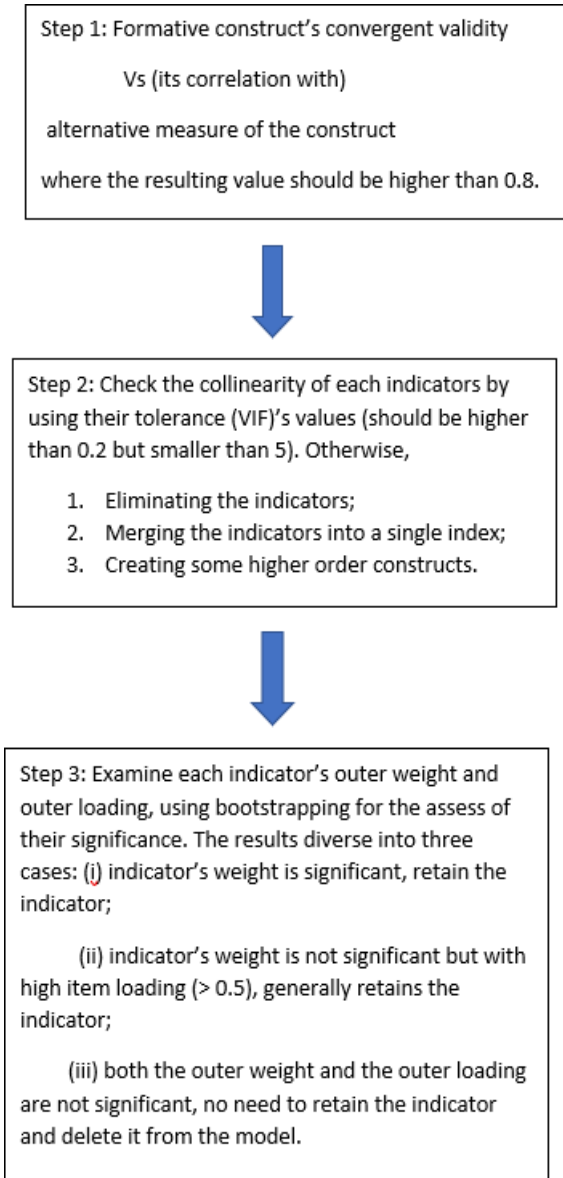 Step 1: Formative construct's convergent validity
Vs (its correlation with)
alternative measure of the construct
where the resulting value should be higher than 0.8.
Step 2: Check the collinearity of each indicators by
using their tolerance (VIF)'s values (should be higher
than 0.2 but smaller than 5). Otherwise,
1. Eliminating the indicators;
2. Merging the indicators into a single index;
3. Creating some higher order constructs.
Step 3: Examine each indicator's outer weight and
outer loading, using bootstrapping for the assess of
their significance. The results diverse into three
cases: (i) indicator's weight is significant, retain the
indicator;
(ii) indicator's weight is not significant but with
high item loading (> 0.5), generally retains the
indicator;
(iii) both the outer weight and the outer loading
are not significant, no need to retain the indicator
and delete it from the model.